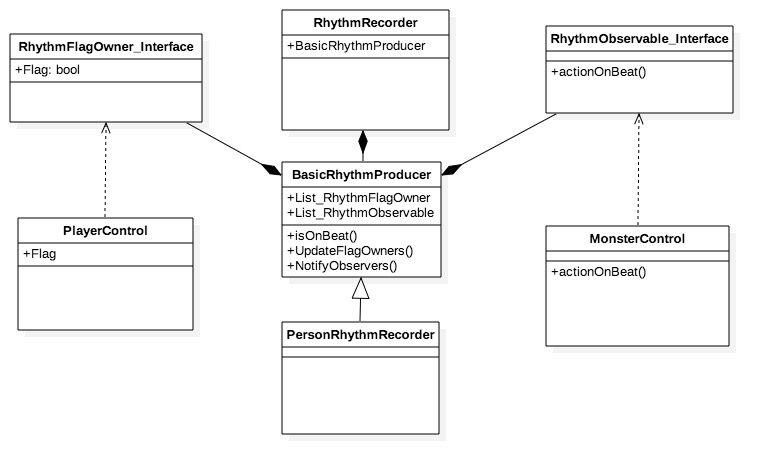 RhythmFlagOwner_Interface
+Flag: bool
RhythmRecorder
+BasicRhythmProducer
RhythmObservable_Interface
+actionOnBeat()
BasicRhythmProducer
+List_RhythmFlagOwner
+List_RhythmObservable
+isOnBeat()
+UpdateFlagOwners()
+NotifyObservers()
PlayerControl
+Flag
MonsterControl
+actionOnBeat()
PersonRhythmRecorder